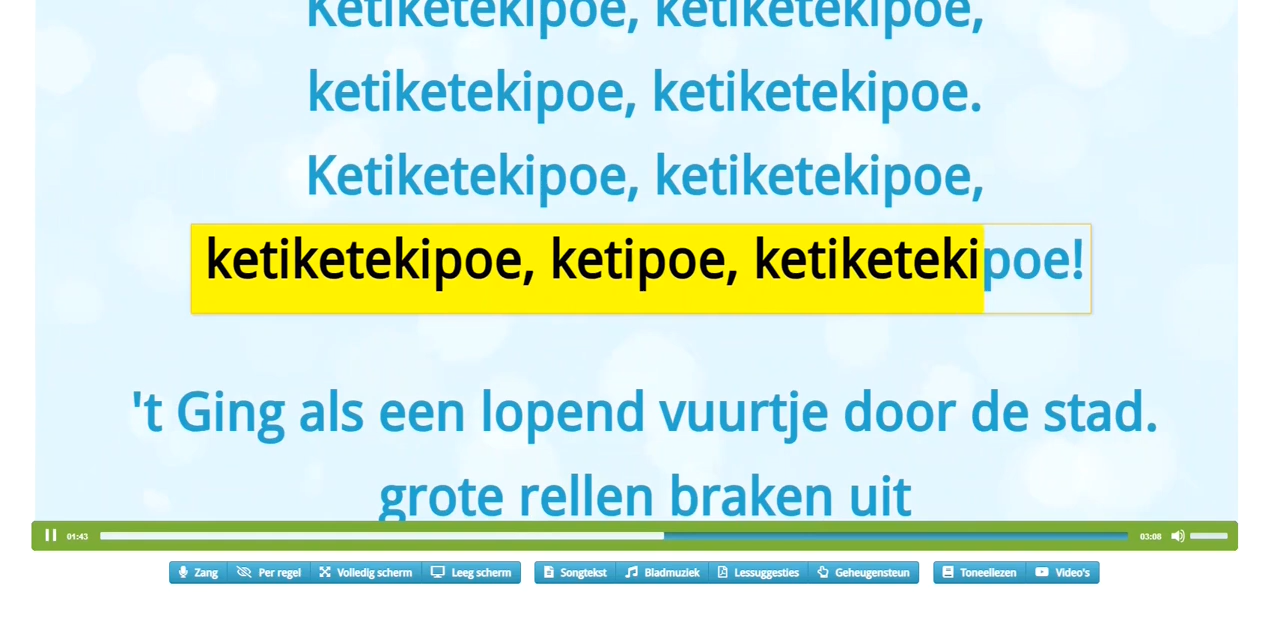 Ketiketekipoe, ketiketekipoe,
ketiketekipoe, ketiketekipoe.
Ketiketekipoe, ketiketekipoe,
ketiketekipoe, ketipoe, ketiketekipoe!
't Ging als een lopend vuurtje door de stad.
grote rellen braken uit
01:43 03:08
Zang Per regel Volledig scherm Leeg scherm Songtekst Bladmuziek Lessuggesties Geheugensteun Toneellezen Video's